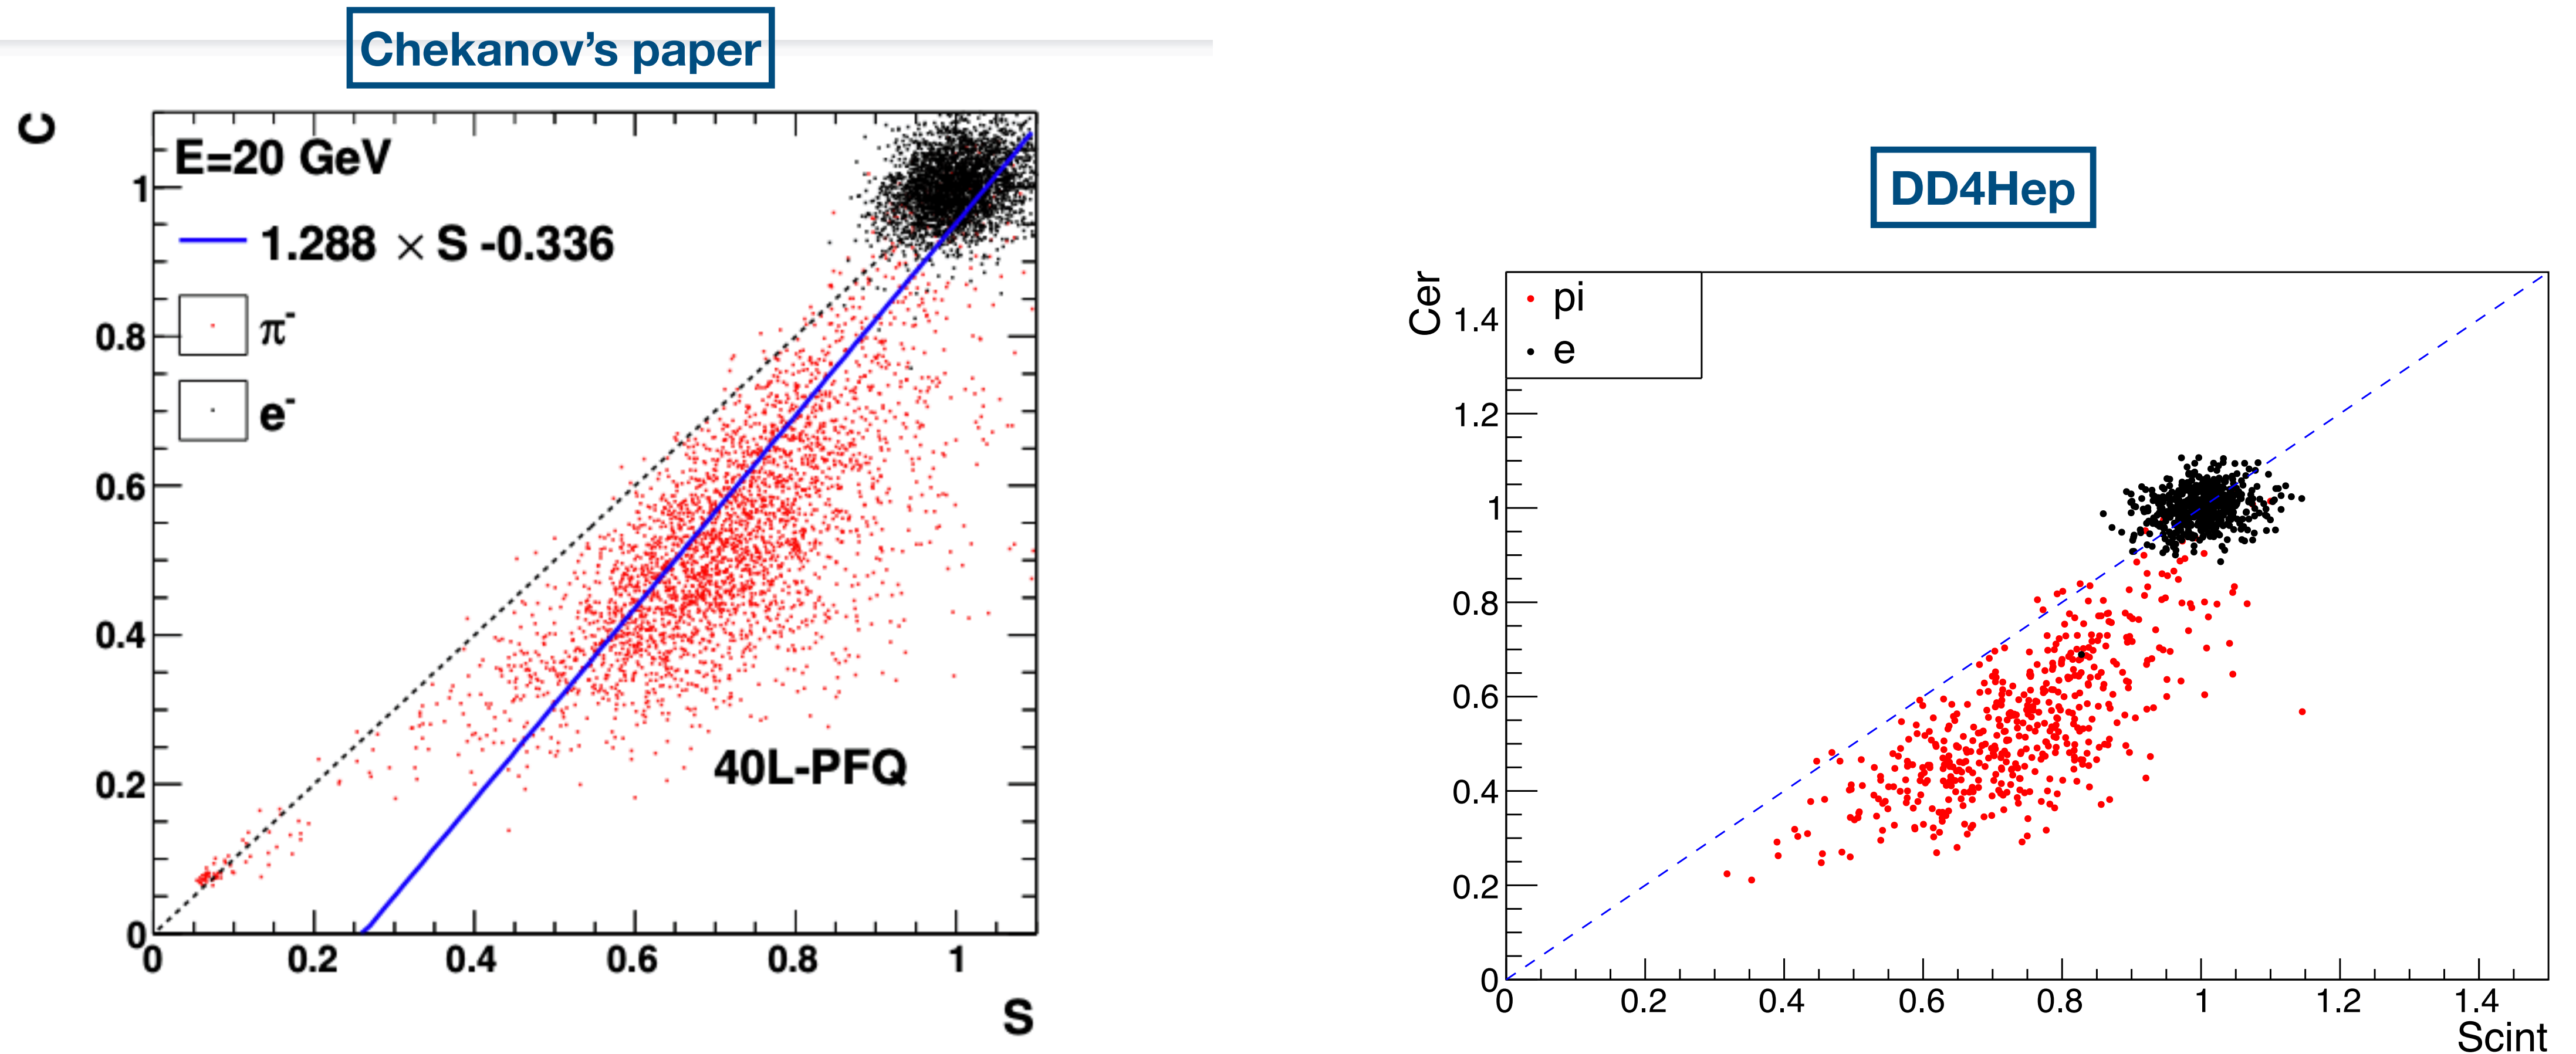 Chekanov's paper
C
E=20 GeV
1.288 × S -0.336
π-
e-
40L-PFQ
1
0.8
0.6
0.4
0.2
0
0 0.2 0.4 0.6 0.8 1
S
DD4Hep
Cer
pi
e
1.4
1.2
1
0.8
0.6
0.4
0.2
0
0 0.2 0.4 0.6 0.8 1 1.2 1.4
Scint